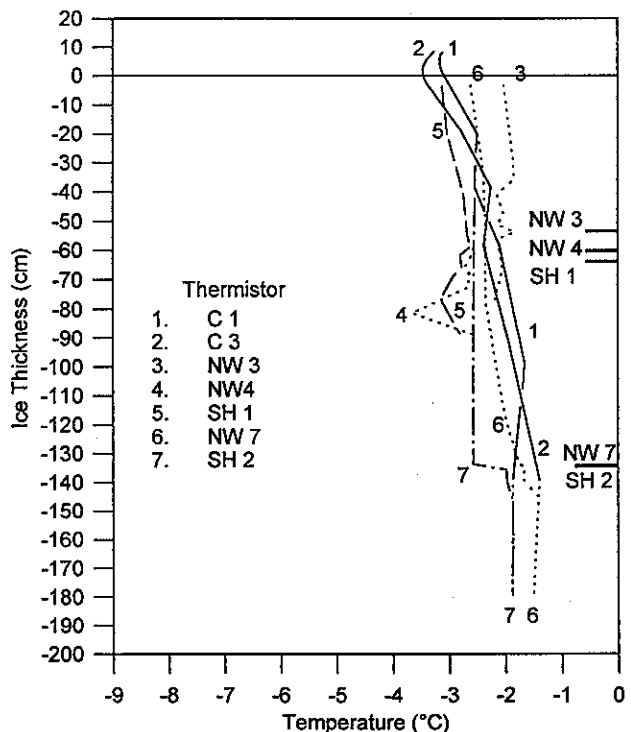 20
10
0
-10
-20
-30
-40
-50
-60
-70
-80
-90
-100
-110
-120
-130
-140
-150
-160
-170
-180
-190
-200
Ice Thickness (cm)
2 1
6 3
5
NW 3
NW 4
SH 1
Thermistor
1. C 1
2. C 3
3. NW 3
4. NW4
5. SH 1
6. NW 7
7. SH 2
4 5
1
6
2
NW 7
7
SH 2
7 6
-9 -8 -7 -6 -5 -4 -3 -2 -1 0
Temperature (°C)